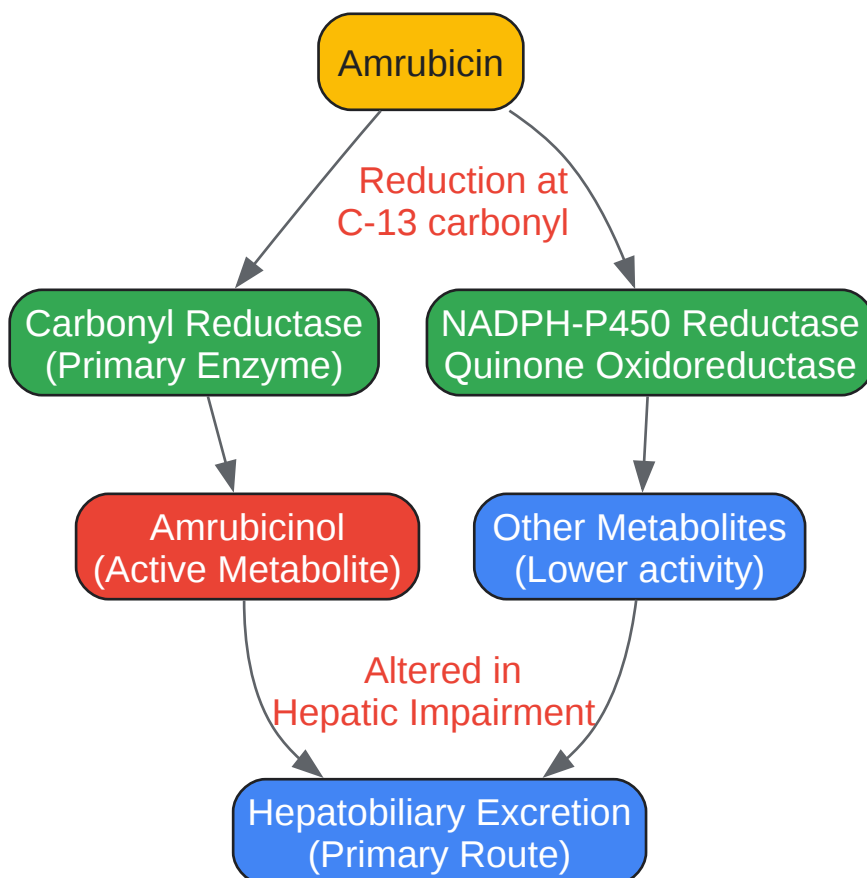 Amrubicin
Reduction at
C-13 carbonyl
Carbonyl Reductase
(Primary Enzyme)
NADPH-P450 Reductase
Quinone Oxidoreductase
Amrubicinol
(Active Metabolite)
Other Metabolites
(Lower activity)
Altered in
Hepatic Impairment
Hepatobiliary Excretion
(Primary Route)